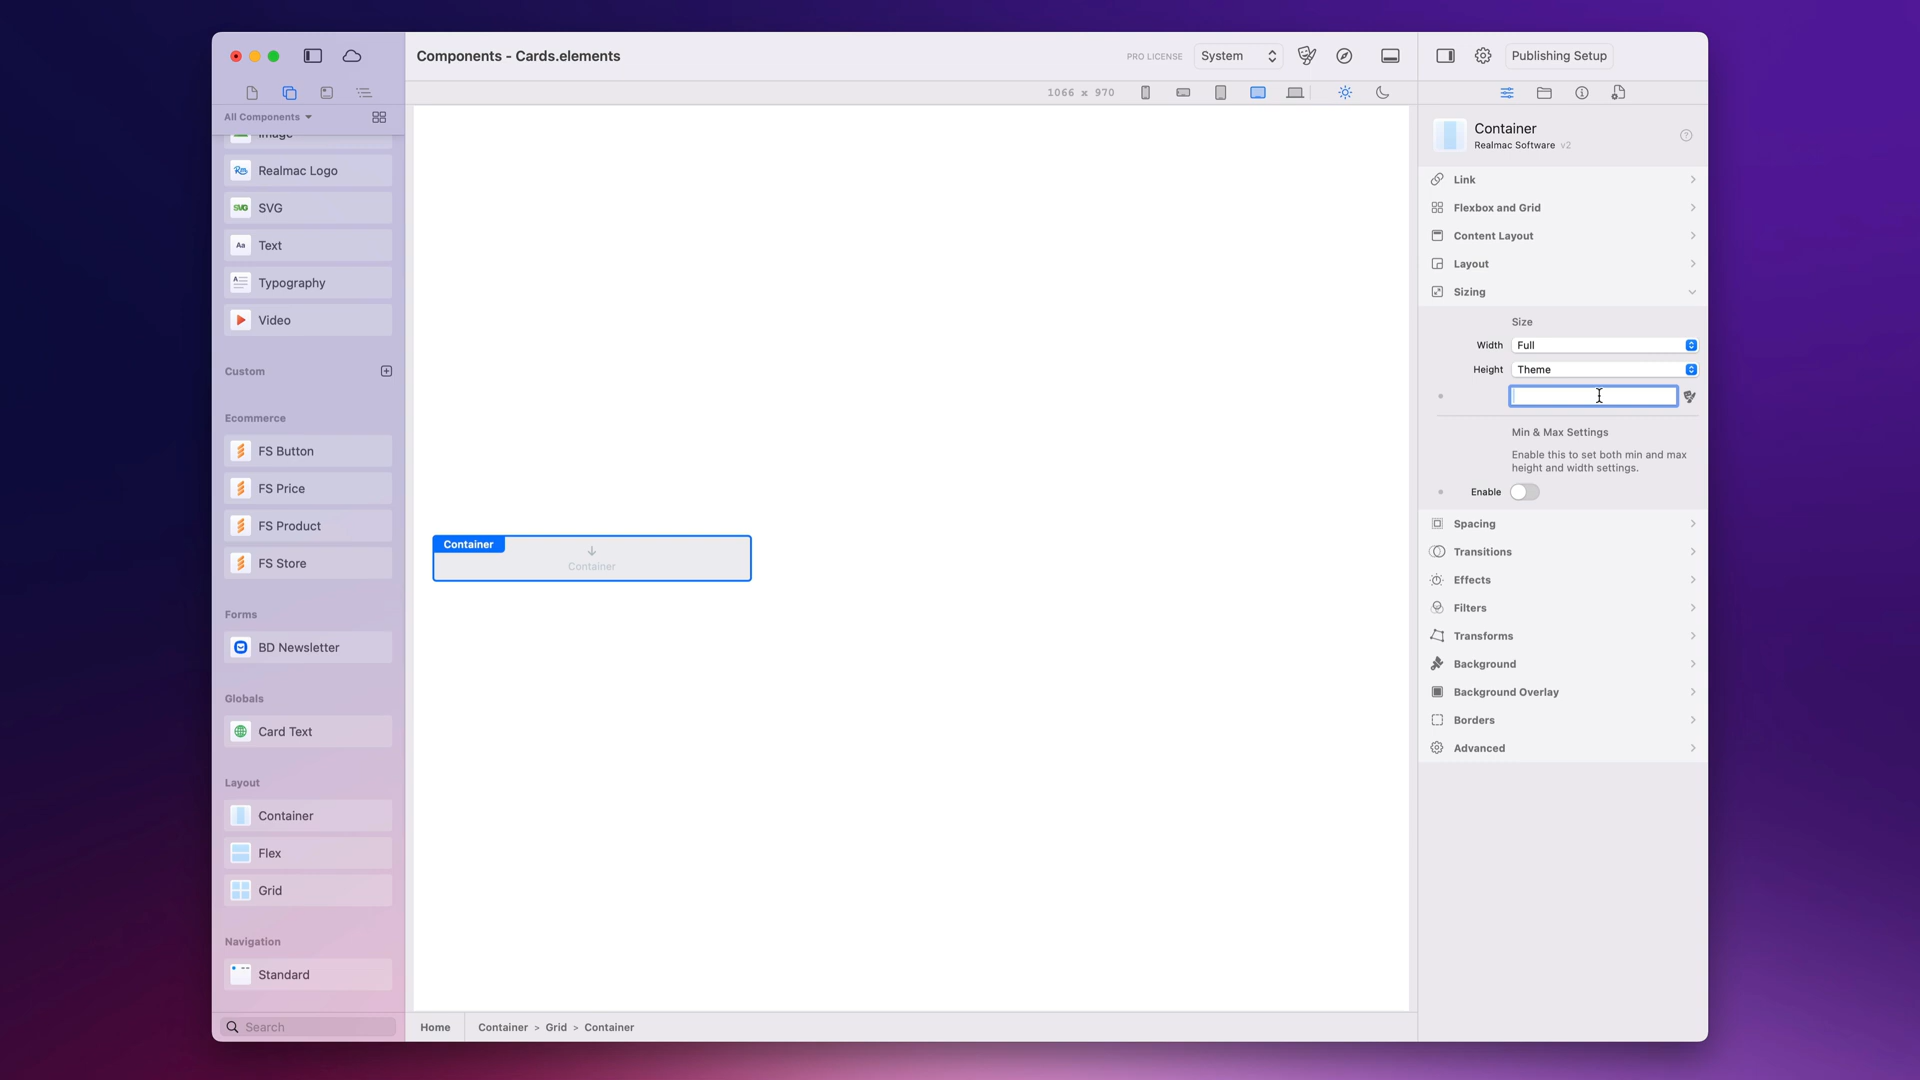 Components - Cards.elements
PRO LICENSE
System
Publishing Setup
1066 x 970
All Components
Image
Realmac Logo
SVG
SVG
Aa
Text
Typography
Video
Custom
Ecommerce
FS Button
FS Price
FS Product
FS Store
Forms
BD Newsletter
Globals
Card Text
Layout
Container
Flex
Grid
Navigation
Standard
Search
Container
Container
Home
Container > Grid > Container
Container
Realmac Software v2
Link
Flexbox and Grid
Content Layout
Layout
Sizing
Size
Width
Full
Height
Theme
Min & Max Settings
Enable this to set both min and max
height and width settings.
Enable
Spacing
Transitions
Effects
Filters
Transforms
Background
Background Overlay
Borders
Advanced